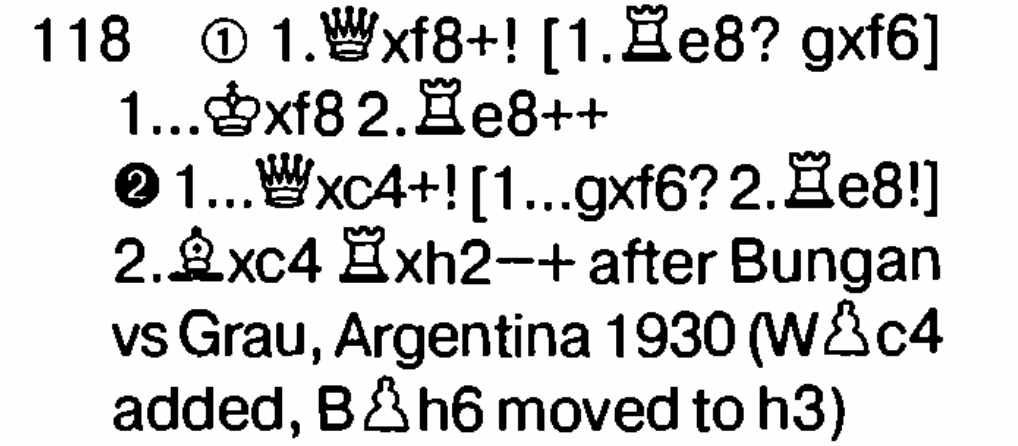 118 ① 1.♕xf8+! [1.♖e8? gxf6]
1...♔xf8 2.♖e8++
❷ 1...♕xc4+! [1...gxf6? 2.♖e8!]
2.♗xc4 ♖xh2−+ after Bungan
vs Grau, Argentina 1930 (W♙c4
added, B♙h6 moved to h3)